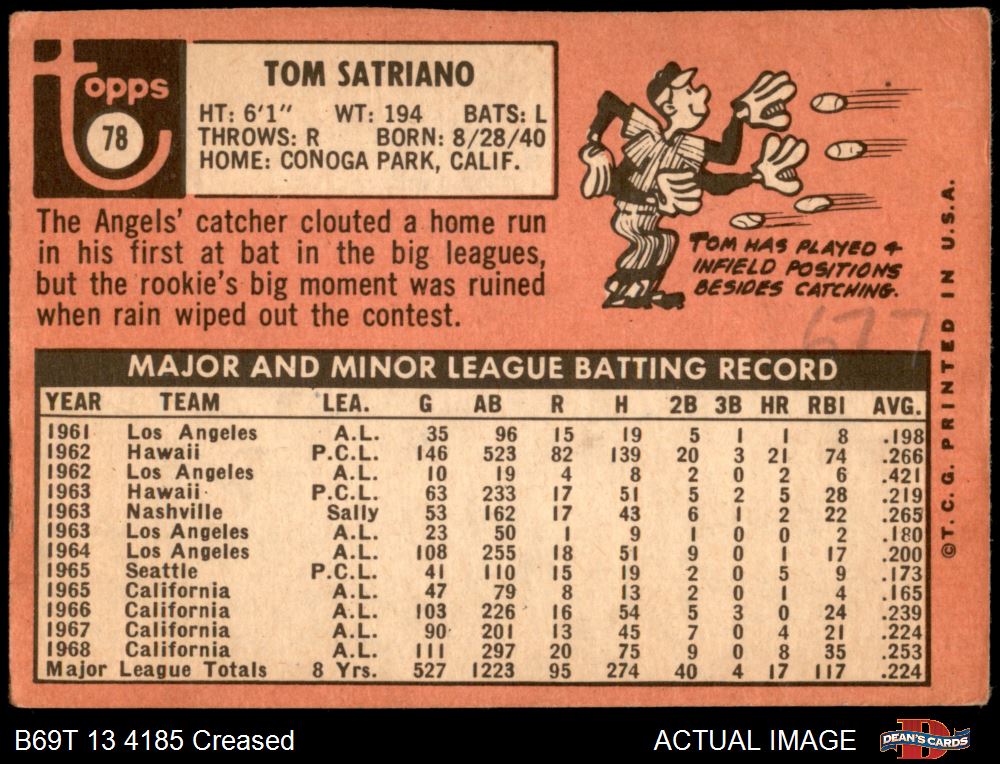 Topps
78
TOM SATRIANO
HT: 6'1" WT: 194 BATS: L
THROWS: R BORN: 8/28/40
HOME: CONOGA PARK, CALIF.
The Angels' catcher clouted a home run
in his first at bat in the big leagues,
but the rookie's big moment was ruined
when rain wiped out the contest.
TOM HAS PLAYED 4
INFIELD POSITIONS
BESIDES CATCHING.
677
MAJOR AND MINOR LEAGUE BATTING RECORD
YEAR TEAM LEA. G AB R H 2B 3B HR RBI AVG.
1961 Los Angeles A.L. 35 96 15 19 5 1 1 8 .198
1962 Hawaii P.C.L. 146 523 82 139 20 3 21 74 .266
1962 Los Angeles A.L. 10 19 4 8 2 0 2 6 .421
1963 Hawaii P.C.L. 63 233 17 51 5 2 5 28 .219
1963 Nashville Sally 53 162 17 43 6 1 2 22 .265
1963 Los Angeles A.L. 23 50 1 9 1 0 0 2 .180
1964 Los Angeles A.L. 108 255 18 51 9 0 1 17 .200
1965 Seattle P.C.L. 41 110 15 19 2 0 5 9 .173
1965 California A.L. 47 79 8 13 2 0 1 4 .165
1966 California A.L. 103 226 16 54 5 3 0 24 .239
1967 California A.L. 90 201 13 45 7 0 4 21 .224
1968 California A.L. 111 297 20 75 9 0 8 35 .253
Major League Totals 8 Yrs. 527 1223 95 274 40 4 17 117 .224
©T.C.G. PRINTED IN U.S.A.
B69T 13 4185 Creased
ACTUAL IMAGE
DEAN'S CARDS